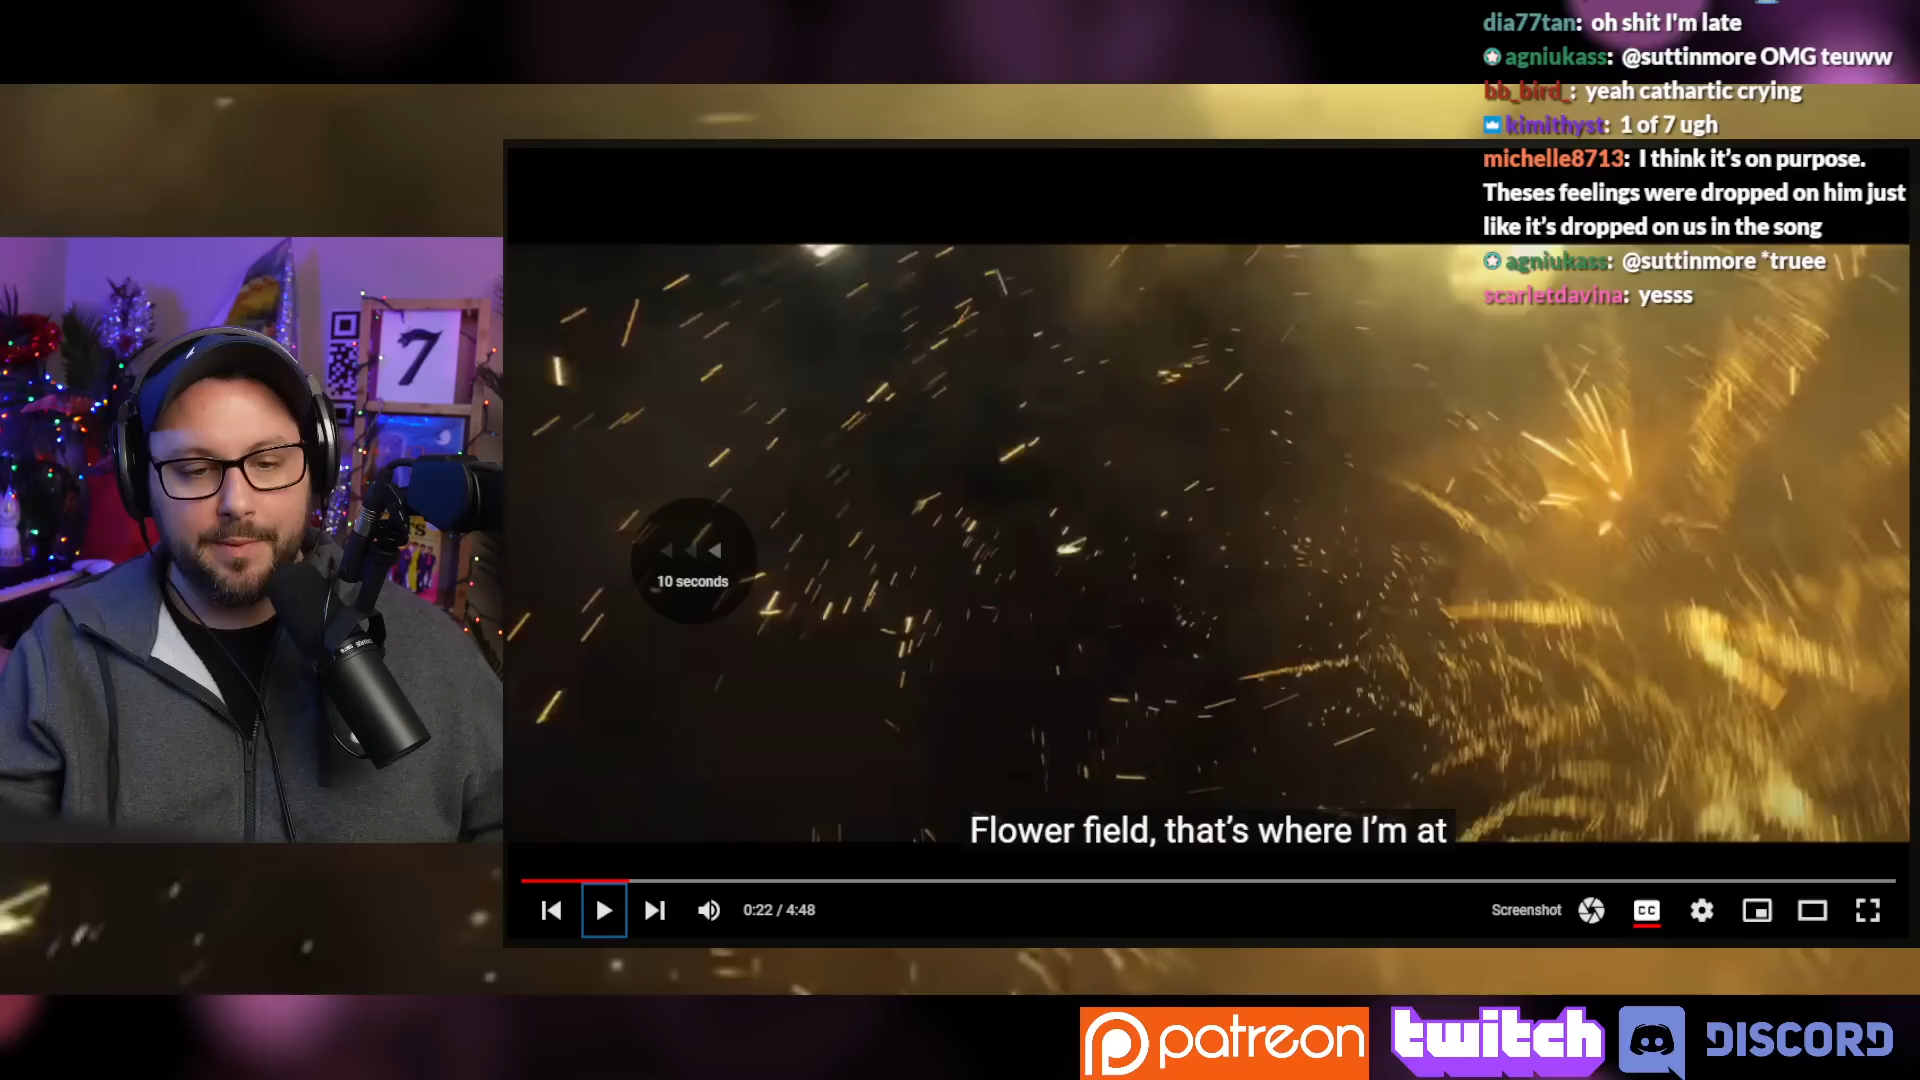 dia77tan: oh shit I'm late
agniukass: @suttinmore OMG teuww
bb_bird_: yeah cathartic crying
kimithyst: 1 of 7 ugh
michelle8713: I think it’s on purpose.
Theses feelings were dropped on him just
like it’s dropped on us in the song
agniukass: @suttinmore *truee
scarletdavina: yesss
7
10 seconds
Flower field, that’s where I’m at
0:22 / 4:48
Screenshot
CC
patreon
twitch
DISCORD